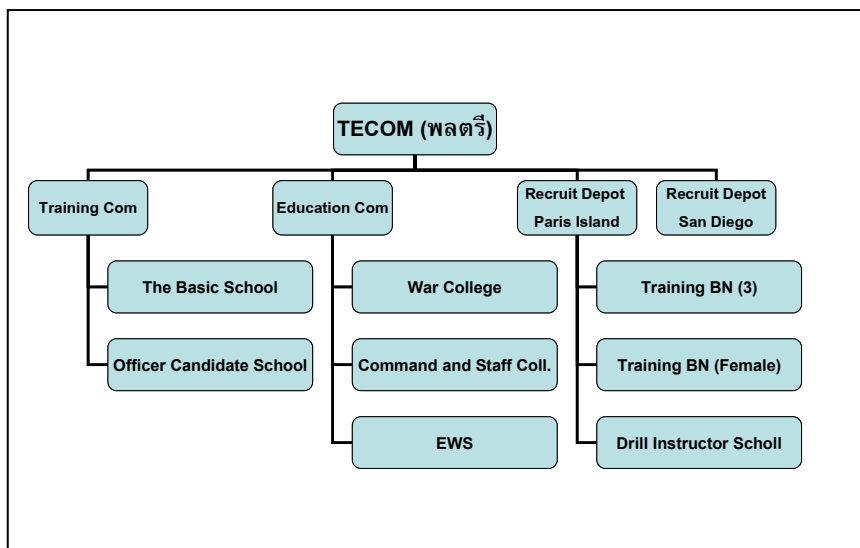 TECOM (พลตรี)
Training Com
Education Com
Recruit Depot
Paris Island
Recruit Depot
San Diego
The Basic School
War College
Training BN (3)
Officer Candidate School
Command and Staff Coll.
Training BN (Female)
EWS
Drill Instructor Scholl